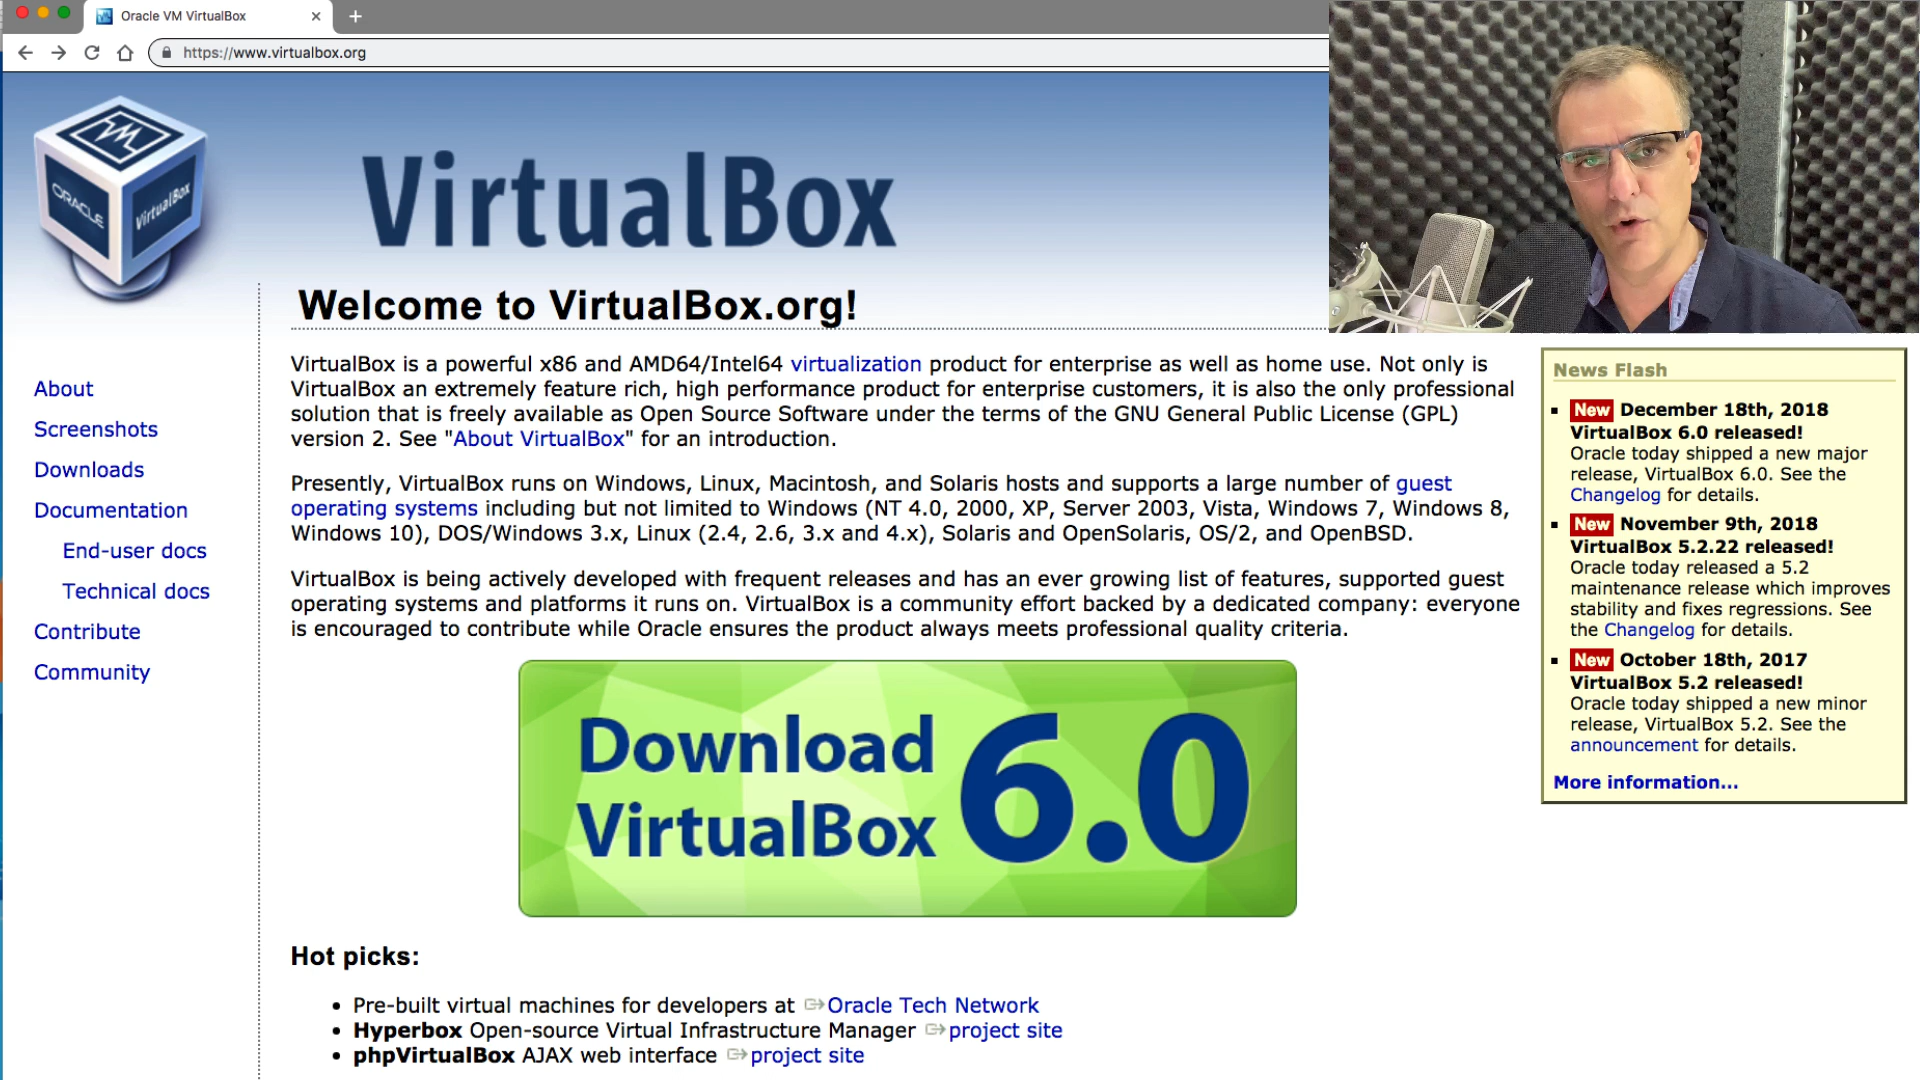 Oracle VM VirtualBox
https://www.virtualbox.org
ORACLE
VirtualBox
VirtualBox
Welcome to VirtualBox.org!
About
Screenshots
Downloads
Documentation
End-user docs
Technical docs
Contribute
Community
VirtualBox is a powerful x86 and AMD64/Intel64 virtualization product for enterprise as well as home use. Not only is
VirtualBox an extremely feature rich, high performance product for enterprise customers, it is also the only professional
solution that is freely available as Open Source Software under the terms of the GNU General Public License (GPL)
version 2. See "About VirtualBox" for an introduction.
Presently, VirtualBox runs on Windows, Linux, Macintosh, and Solaris hosts and supports a large number of guest
operating systems including but not limited to Windows (NT 4.0, 2000, XP, Server 2003, Vista, Windows 7, Windows 8,
Windows 10), DOS/Windows 3.x, Linux (2.4, 2.6, 3.x and 4.x), Solaris and OpenSolaris, OS/2, and OpenBSD.
VirtualBox is being actively developed with frequent releases and has an ever growing list of features, supported guest
operating systems and platforms it runs on. VirtualBox is a community effort backed by a dedicated company: everyone
is encouraged to contribute while Oracle ensures the product always meets professional quality criteria.
Download
VirtualBox
6.0
Hot picks:
• Pre-built virtual machines for developers at Oracle Tech Network
• Hyperbox Open-source Virtual Infrastructure Manager project site
• phpVirtualBox AJAX web interface project site
News Flash
New December 18th, 2018
VirtualBox 6.0 released!
Oracle today shipped a new major
release, VirtualBox 6.0. See the
Changelog for details.
New November 9th, 2018
VirtualBox 5.2.22 released!
Oracle today released a 5.2
maintenance release which improves
stability and fixes regressions. See
the Changelog for details.
New October 18th, 2017
VirtualBox 5.2 released!
Oracle today shipped a new minor
release, VirtualBox 5.2. See the
announcement for details.
More information...